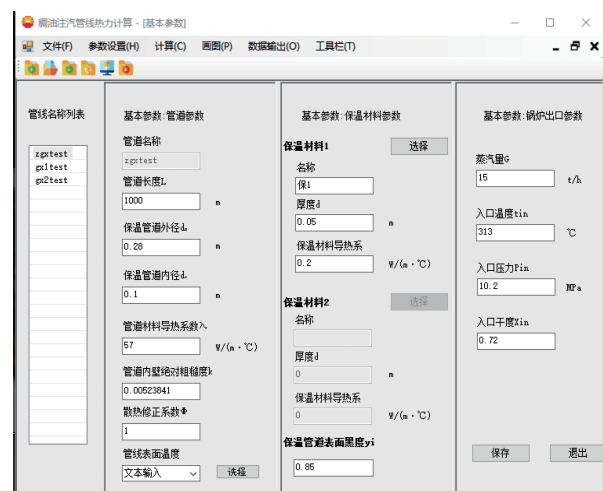 稠油注汽管线热力计算 - [基本参数]
文件(F) 参数设置(H) 计算(C) 画图(P) 数据输出(O) 工具栏(T)
管线名称列表
zgxtest
gx1test
gx2test
基本参数:管道参数
管道名称
zgxtest
管道长度L
1000 m
保温管道外径d
0.28 m
保温管道内径d
0.1 m
管道材料导热系数λ
57 W/(m·℃)
管道内壁绝对粗糙度k
0.00523841
散热修正系数Φ
1
管线表面温度
文本输入 选择
基本参数:保温材料参数
保温材料1 选择
名称
保1
厚度d
0.05 m
保温材料导热系
0.2 W/(m·℃)
保温材料2 选择
名称
厚度d
0 m
保温材料导热系
0 W/(m·℃)
保温管道表面黑度yi
0.85
基本参数:锅炉出口参数
蒸汽量G
15 t/h
入口温度tin
313 ℃
入口压力Pin
10.2 MPa
入口干度Xin
0.72
保存 退出